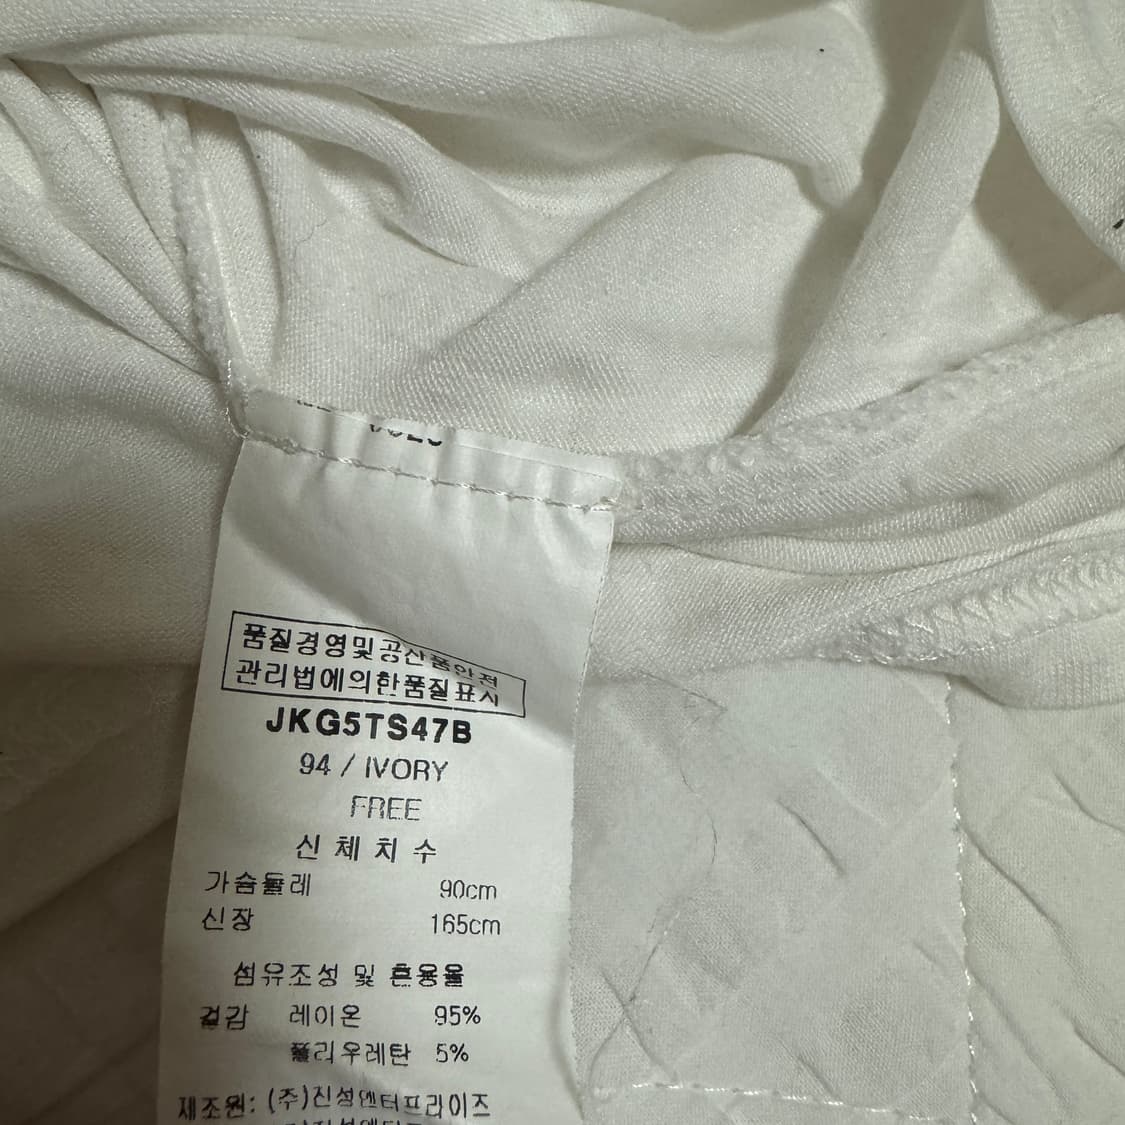 품질경영및공산품안전
관리법에의한품질표시
JKG5TS47B
94 / IVORY
FREE
신체치수
가슴둘레 90cm
신장 165cm
섬유조성 및 혼용율
겉감 레이온 95%
폴리우레탄 5%
제조원: (주)진성엔터프라이즈